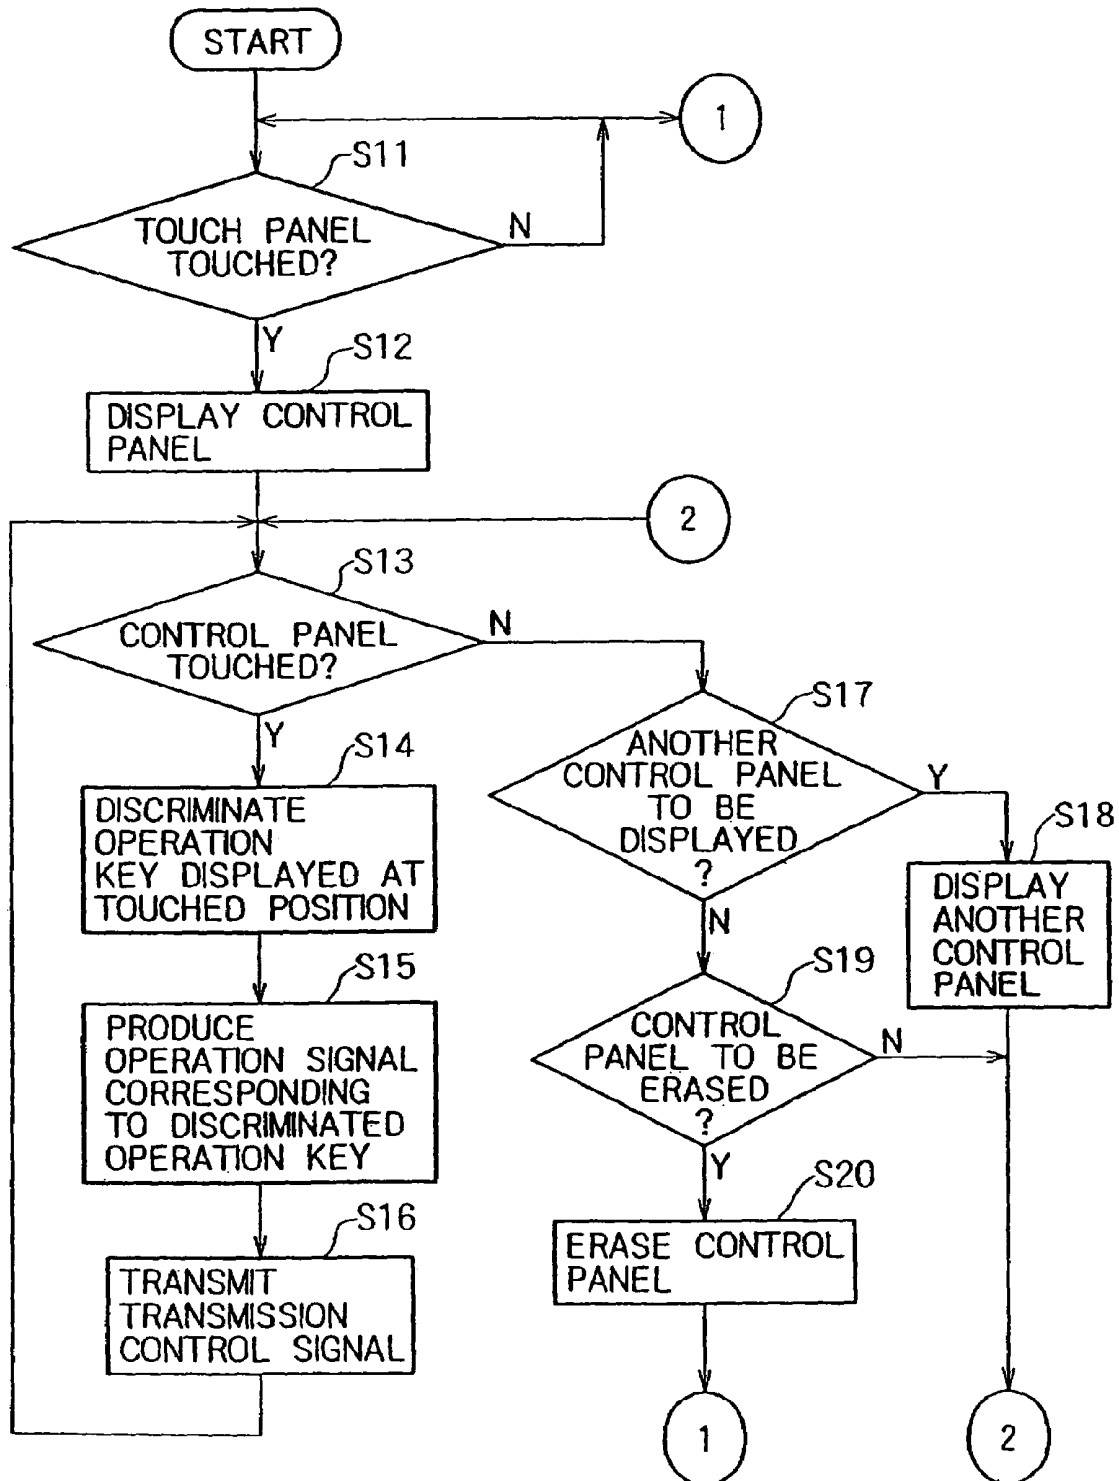 START
1
S11
TOUCH PANEL
TOUCHED?
N
Y
S12
DISPLAY CONTROL
PANEL
2
S13
CONTROL PANEL
TOUCHED?
N
Y
S14
DISCRIMINATE
OPERATION
KEY DISPLAYED AT
TOUCHED POSITION
S15
PRODUCE
OPERATION SIGNAL
CORRESPONDING
TO DISCRIMINATED
OPERATION KEY
S16
TRANSMIT
TRANSMISSION
CONTROL SIGNAL
S17
ANOTHER
CONTROL PANEL
TO BE
DISPLAYED
?
Y
N
S18
DISPLAY
ANOTHER
CONTROL
PANEL
S19
CONTROL
PANEL TO BE
ERASED
?
N
Y
S20
ERASE CONTROL
PANEL
1
2